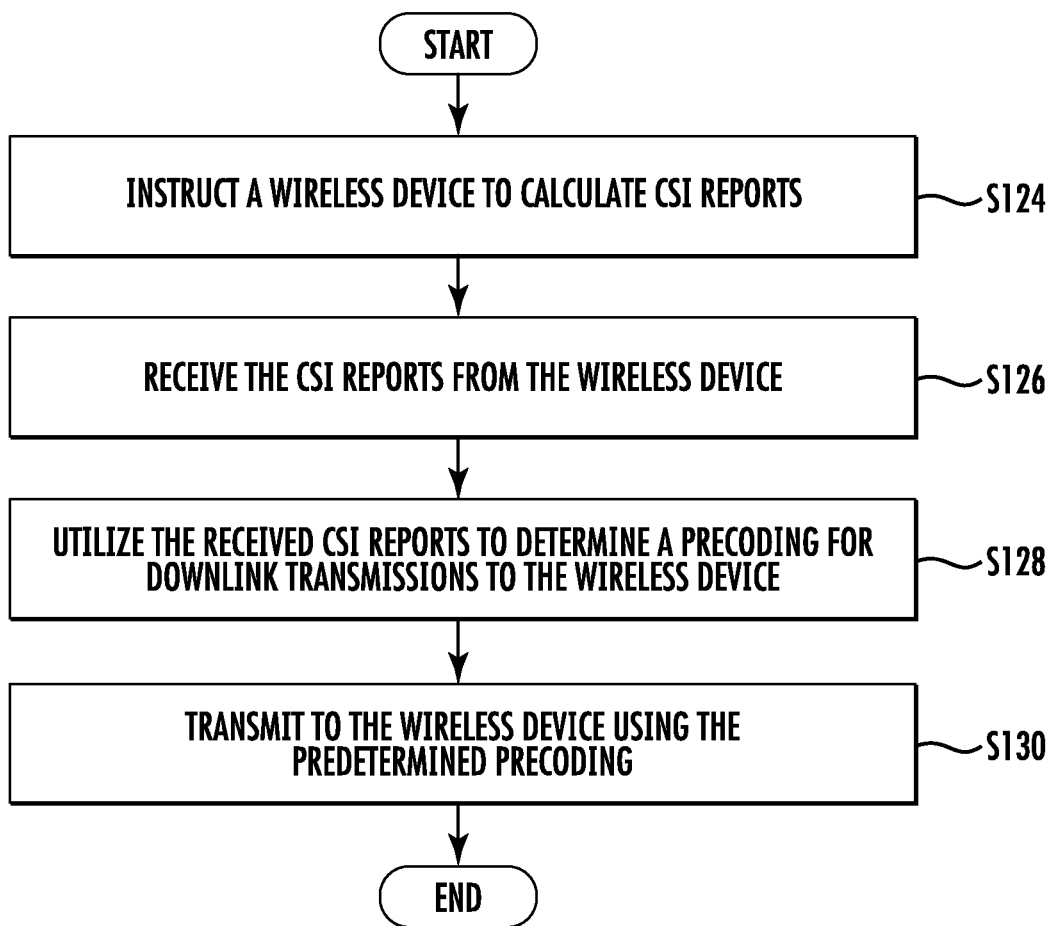 START
INSTRUCT A WIRELESS DEVICE TO CALCULATE CSI REPORTS
S124
RECEIVE THE CSI REPORTS FROM THE WIRELESS DEVICE
S126
UTILIZE THE RECEIVED CSI REPORTS TO DETERMINE A PRECODING FOR
DOWNLINK TRANSMISSIONS TO THE WIRELESS DEVICE
S128
TRANSMIT TO THE WIRELESS DEVICE USING THE
PREDETERMINED PRECODING
S130
END